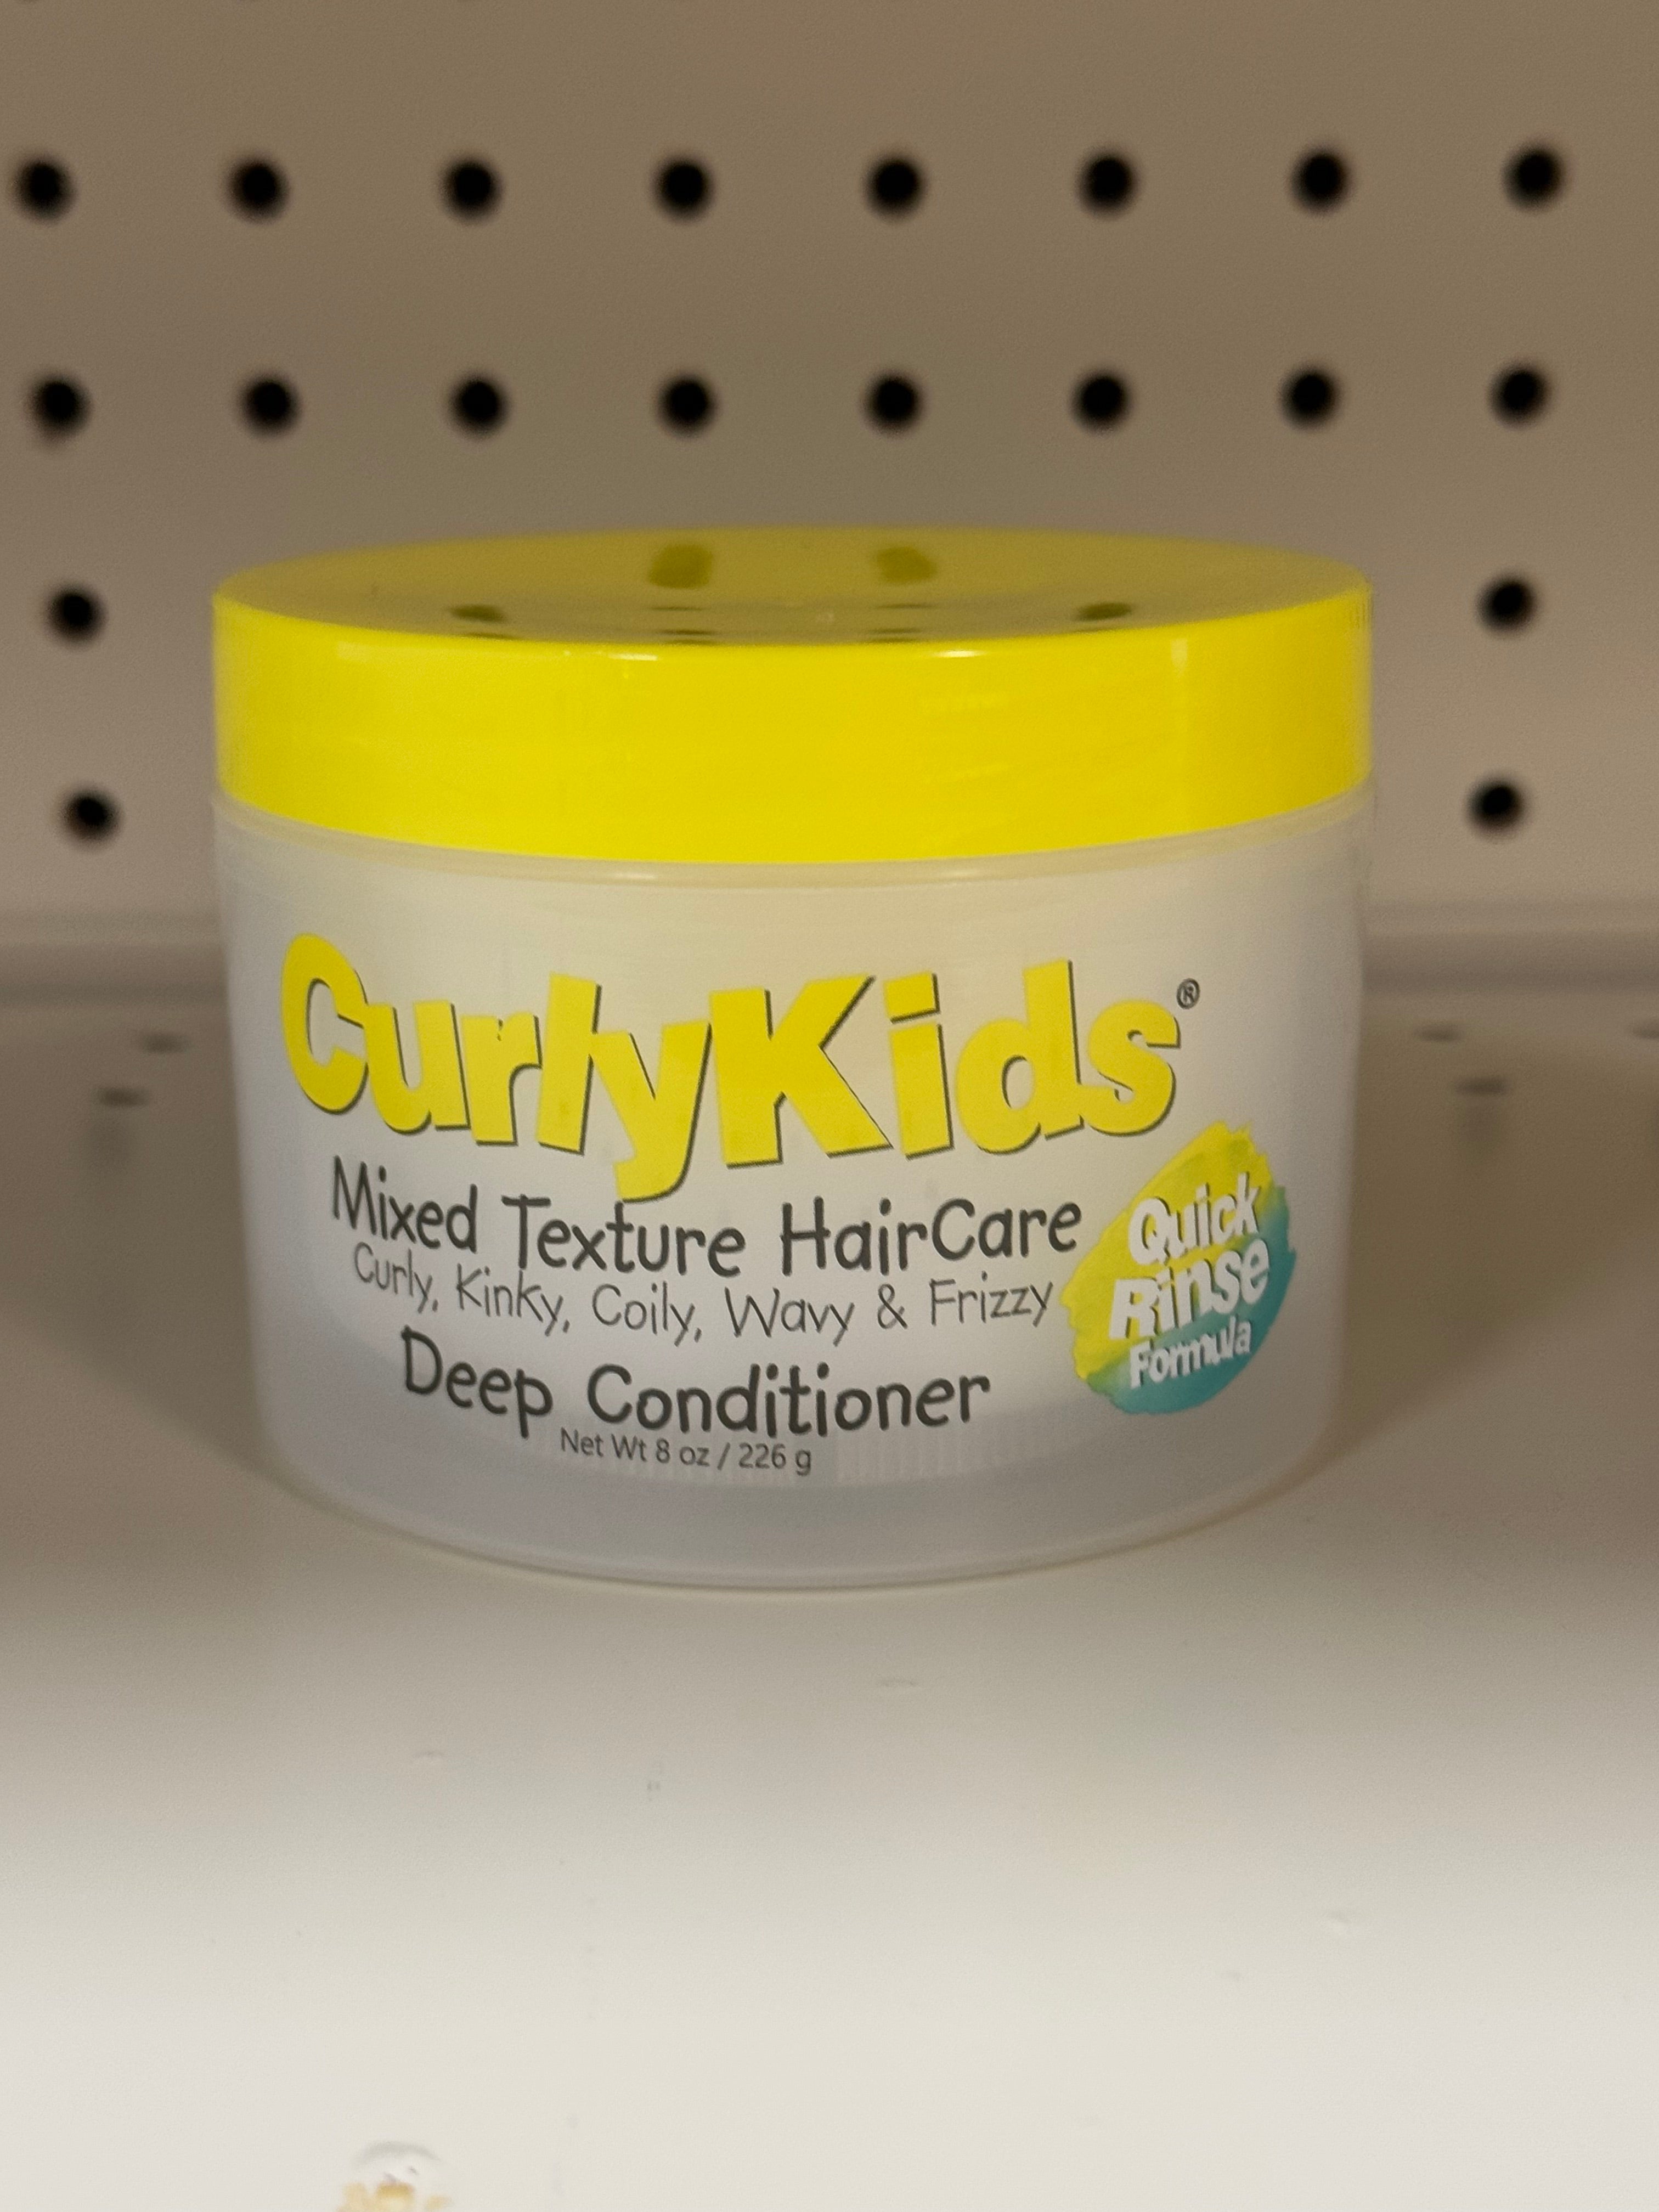 CurlyKids®
Mixed Texture HairCare
Curly, Kinky, Coily, Wavy & Frizzy
Deep Conditioner
Net Wt 8 oz / 226 g
Quick
Rinse
Formula